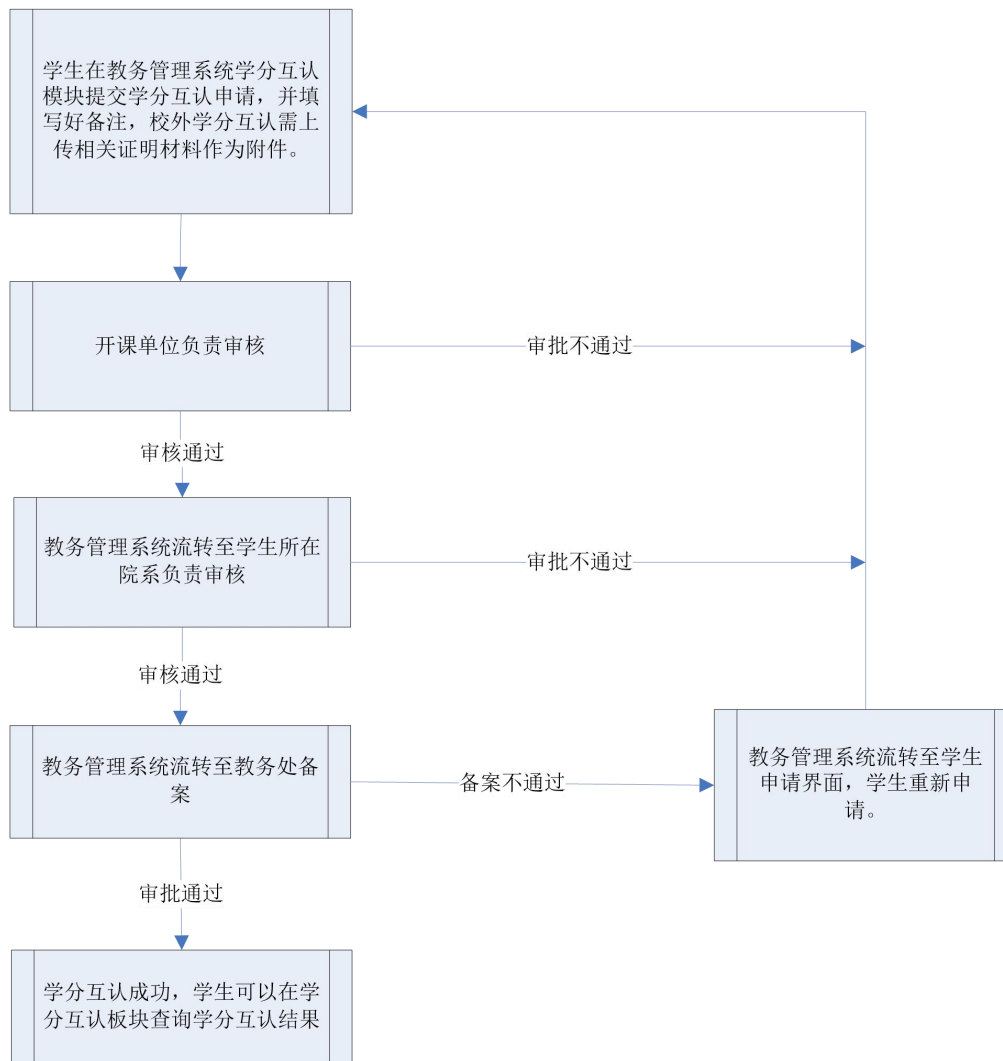 学生在教务管理系统学分互认
模块提交学分互认申请，并填
写好备注，校外学分互认需上
传相关证明材料作为附件。
开课单位负责审核
审批不通过
审核通过
教务管理系统流转至学生所在
院系负责审核
审批不通过
审核通过
教务管理系统流转至教务处备
案
备案不通过
教务管理系统流转至学生
申请界面，学生重新申
请。
审批通过
学分互认成功，学生可以在学
分互认板块查询学分互认结果